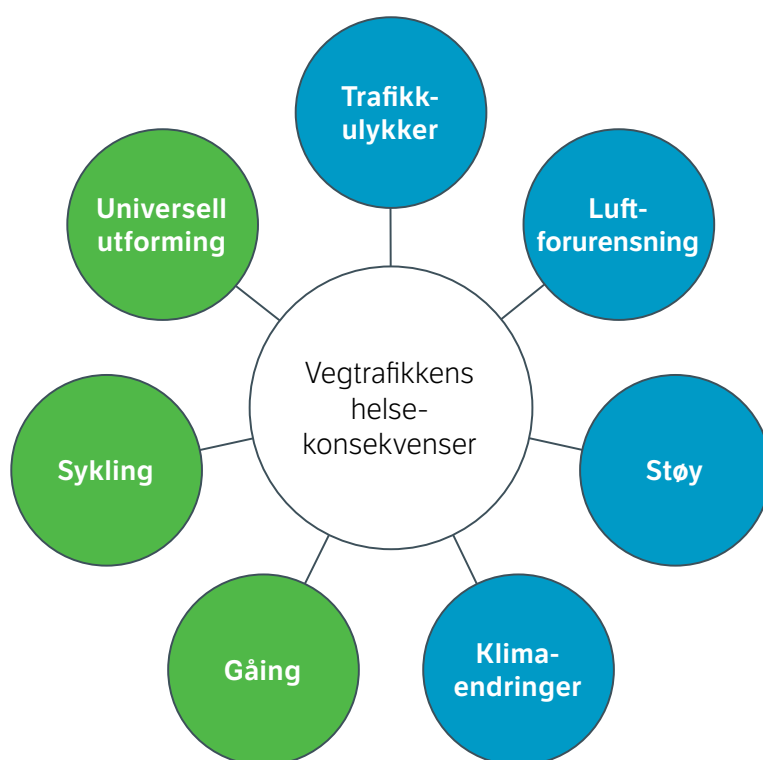 Trafikk-
ulykker
Luft-
forurensning
Støy
Klima-
endringer
Gåing
Sykling
Universell
utforming
Vegtrafikkens
helse-
konsekvenser